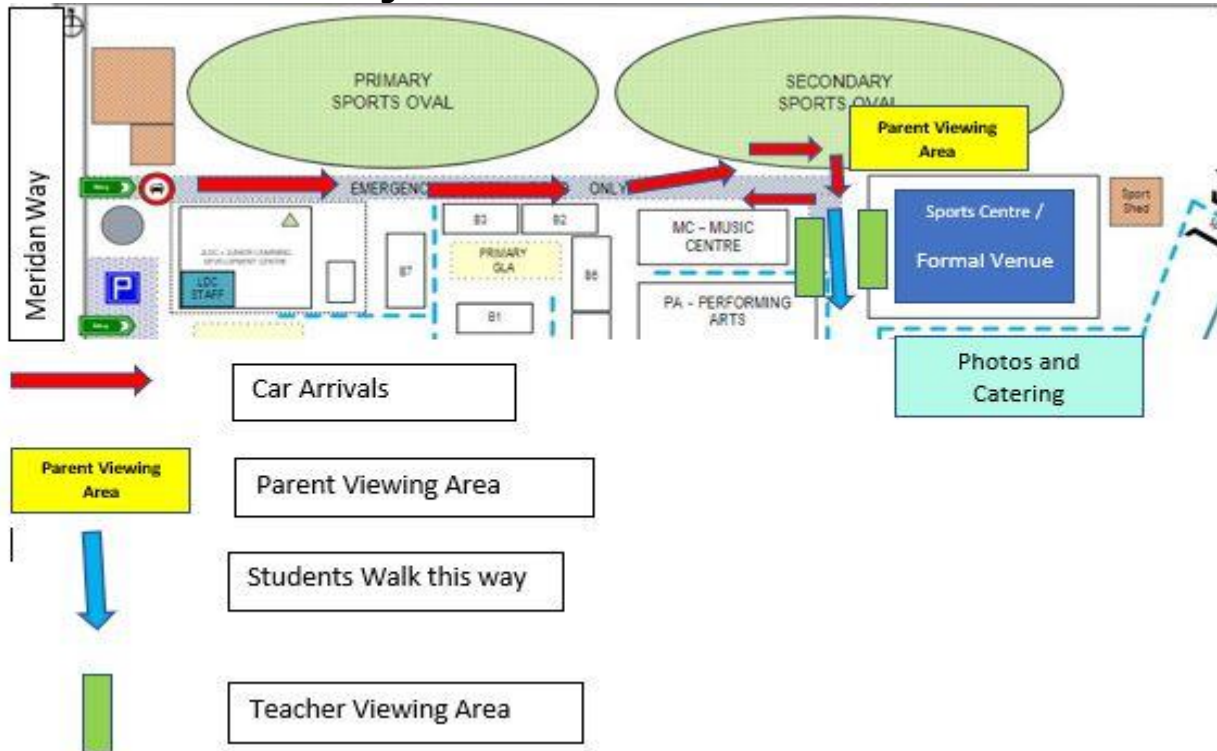 Meridan Way
PRIMARY
SPORTS OVAL
SECONDARY
SPORTS OVAL
Parent Viewing
Area
EMERGENC
ONLY
B3
B2
MC – MUSIC
CENTRE
Sports Centre /
Formal Venue
Sport
Shed
LDC
STAFF
B7
PRIMARY
GLA
B6
P
B1
PA - PERFORMING
ARTS
Photos and
Catering
Car Arrivals
Parent Viewing
Area
Parent Viewing Area
Students Walk this way
Teacher Viewing Area